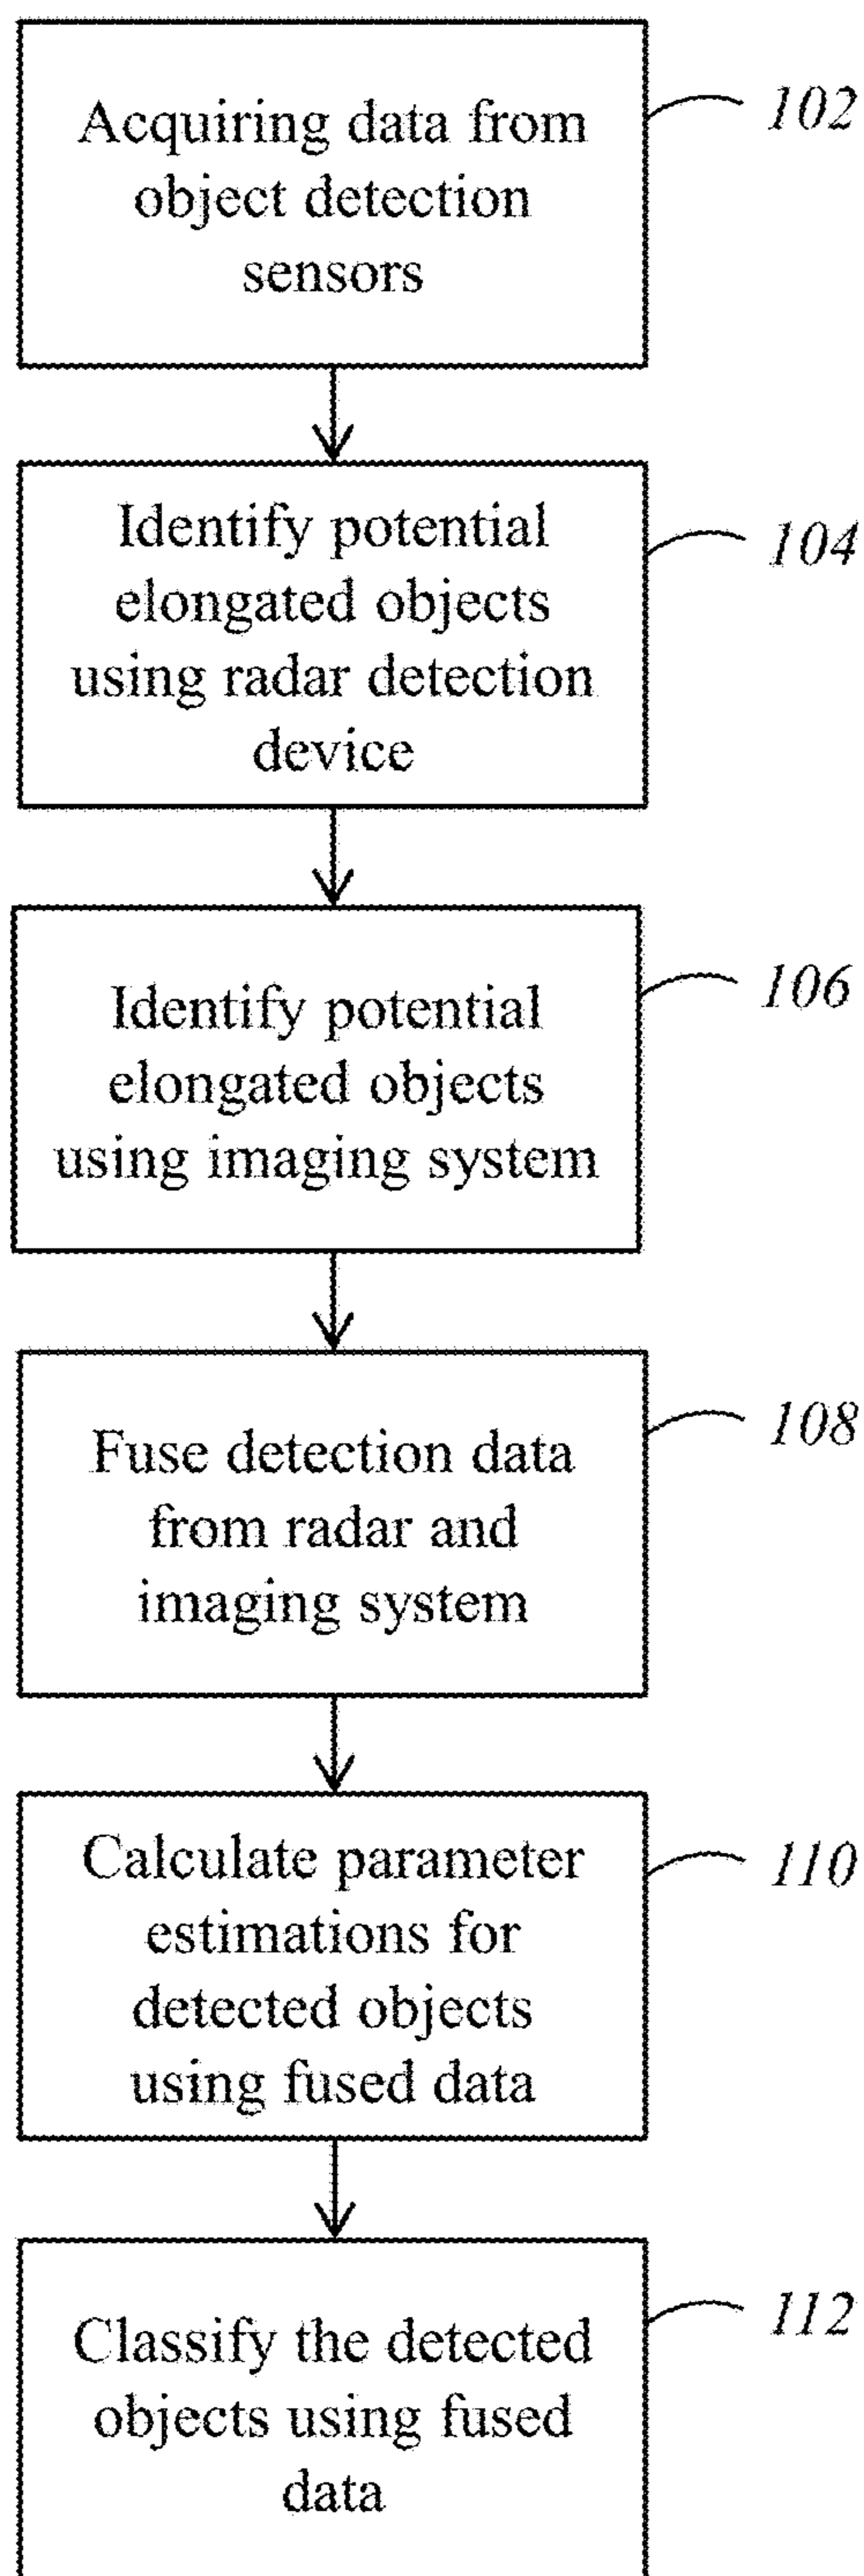 Acquiring data from
object detection
sensors
102
Identify potential
elongated objects
using radar detection
device
104
Identify potential
elongated objects
using imaging system
106
Fuse detection data
from radar and
imaging system
108
Calculate parameter
estimations for
detected objects
using fused data
110
Classify the detected
objects using fused
data
112